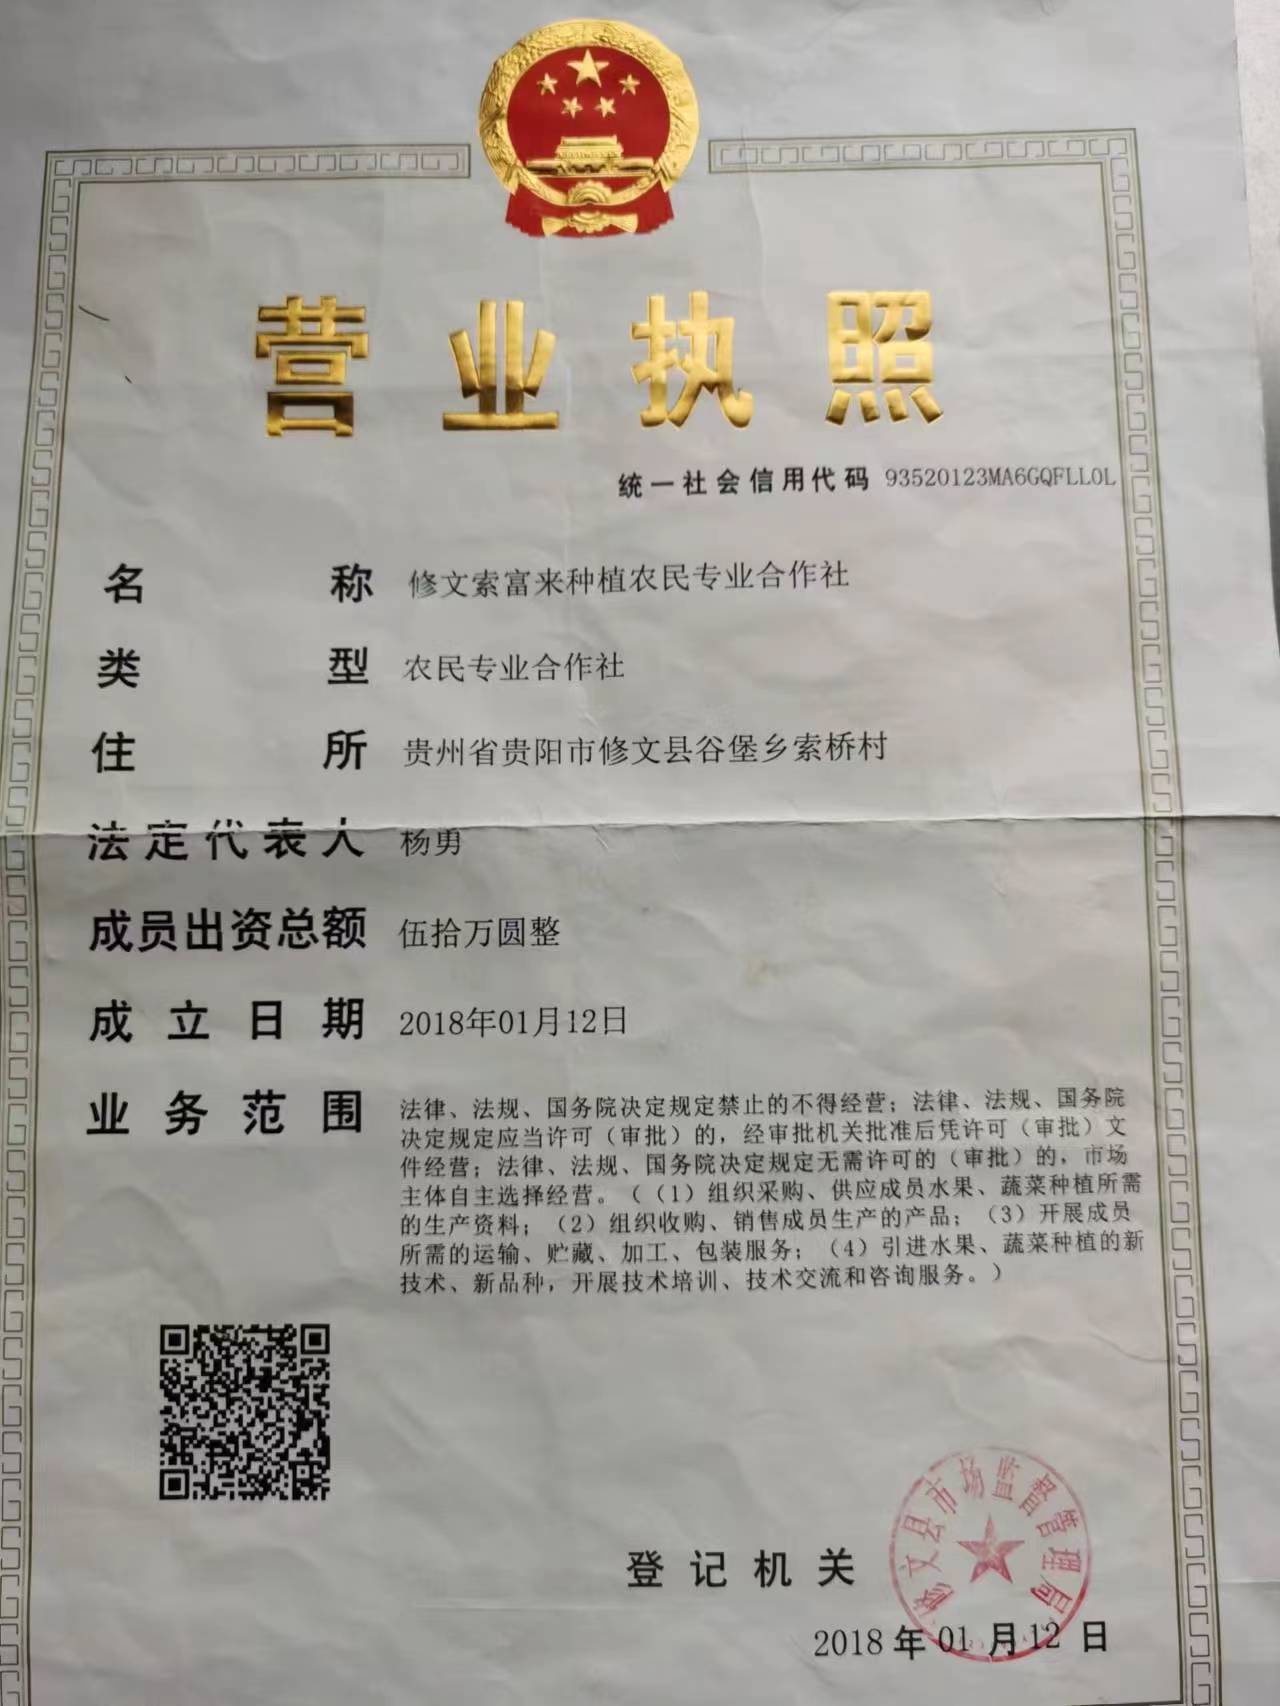 营业执照
统一社会信用代码 93520123MA6GQFLL0L
名称 修文索富来种植农民专业合作社
类型 农民专业合作社
住所 贵州省贵阳市修文县谷堡乡索桥村
法定代表人 杨勇
成员出资总额 伍拾万圆整
成立日期 2018年01月12日
业务范围 法律、法规、国务院决定规定禁止的不得经营；法律、法规、国务院
决定规定应当许可（审批）的，经审批机关批准后凭许可（审批）文
件经营；法律、法规、国务院决定规定无需许可的（审批）的，市场
主体自主选择经营。（（1）组织采购、供应成员水果、蔬菜种植所需
的生产资料；（2）组织收购、销售成员生产的产品；（3）开展成员
所需的运输、贮藏、加工、包装服务；（4）引进水果、蔬菜种植的新
技术、新品种，开展技术培训、技术交流和咨询服务。）
修文县市场监督管理局
登记机关
2018年01月12日